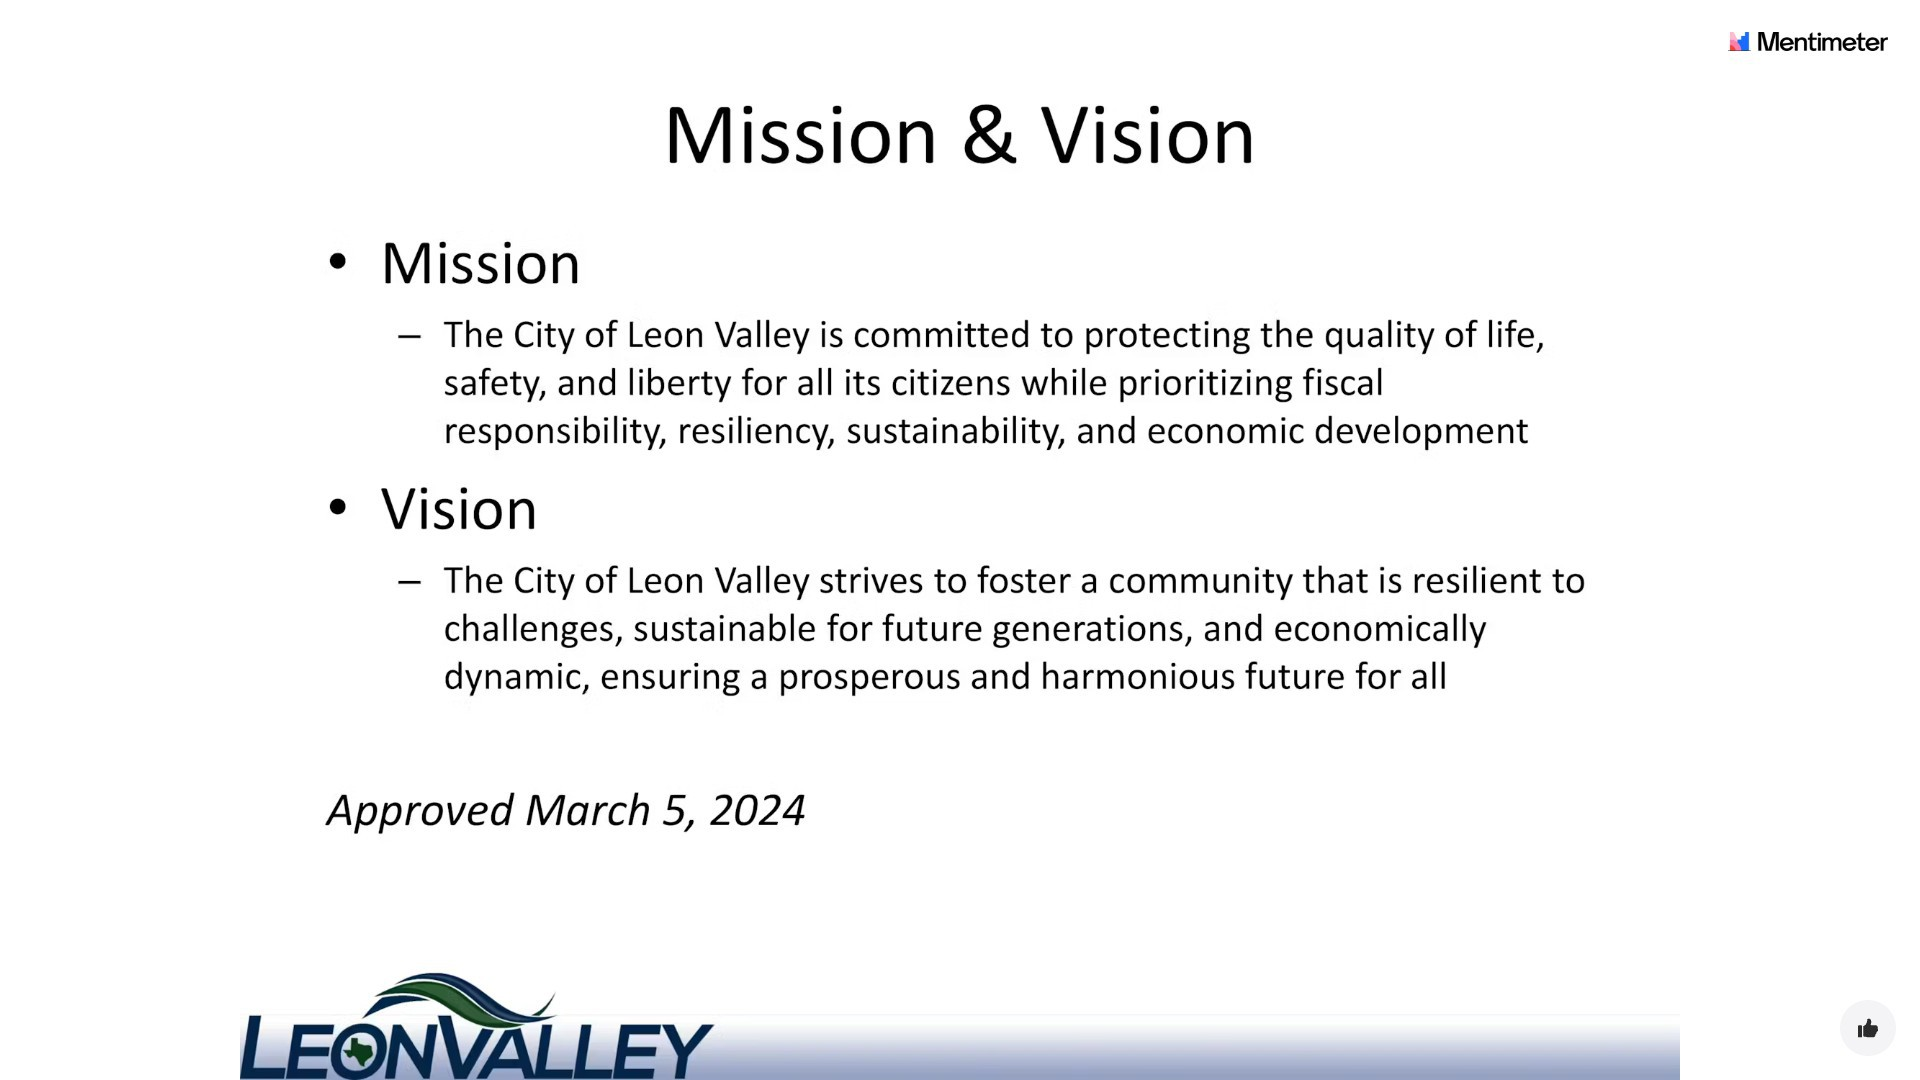 Mentimeter
Mission & Vision
• Mission
– The City of Leon Valley is committed to protecting the quality of life,
safety, and liberty for all its citizens while prioritizing fiscal
responsibility, resiliency, sustainability, and economic development
• Vision
– The City of Leon Valley strives to foster a community that is resilient to
challenges, sustainable for future generations, and economically
dynamic, ensuring a prosperous and harmonious future for all
Approved March 5, 2024
LEONVALLEY